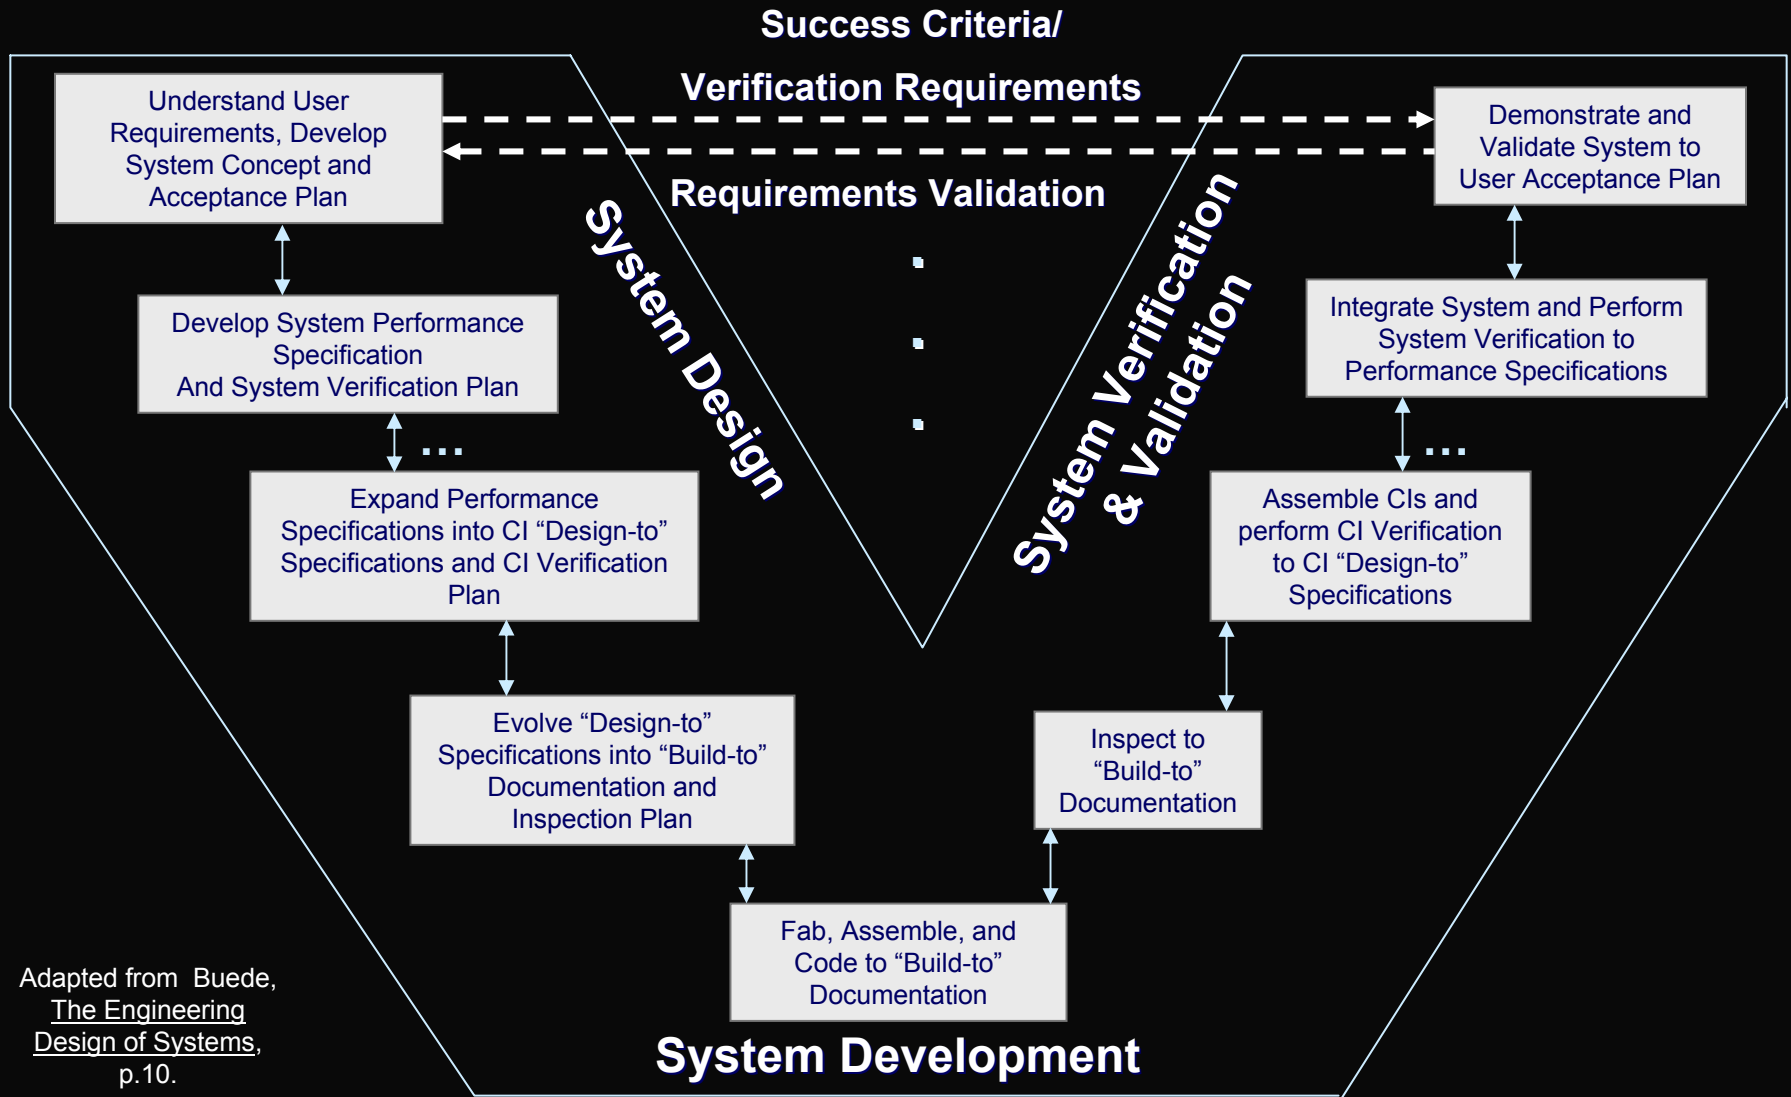 Success Criteria/
Verification Requirements
Requirements Validation
Understand User
Requirements, Develop
System Concept and
Acceptance Plan
Develop System Performance
Specification
And System Verification Plan
...
Expand Performance
Specifications into CI “Design-to”
Specifications and CI Verification
Plan
Evolve “Design-to”
Specifications into “Build-to”
Documentation and
Inspection Plan
System Design
Fab, Assemble, and
Code to “Build-to”
Documentation
System Development
Inspect to
“Build-to”
Documentation
Assemble CIs and
perform CI Verification
to CI “Design-to”
Specifications
...
Integrate System and Perform
System Verification to
Performance Specifications
Demonstrate and
Validate System to
User Acceptance Plan
System Verification
& Validation
Adapted from Buede,
The Engineering
Design of Systems,
p.10.